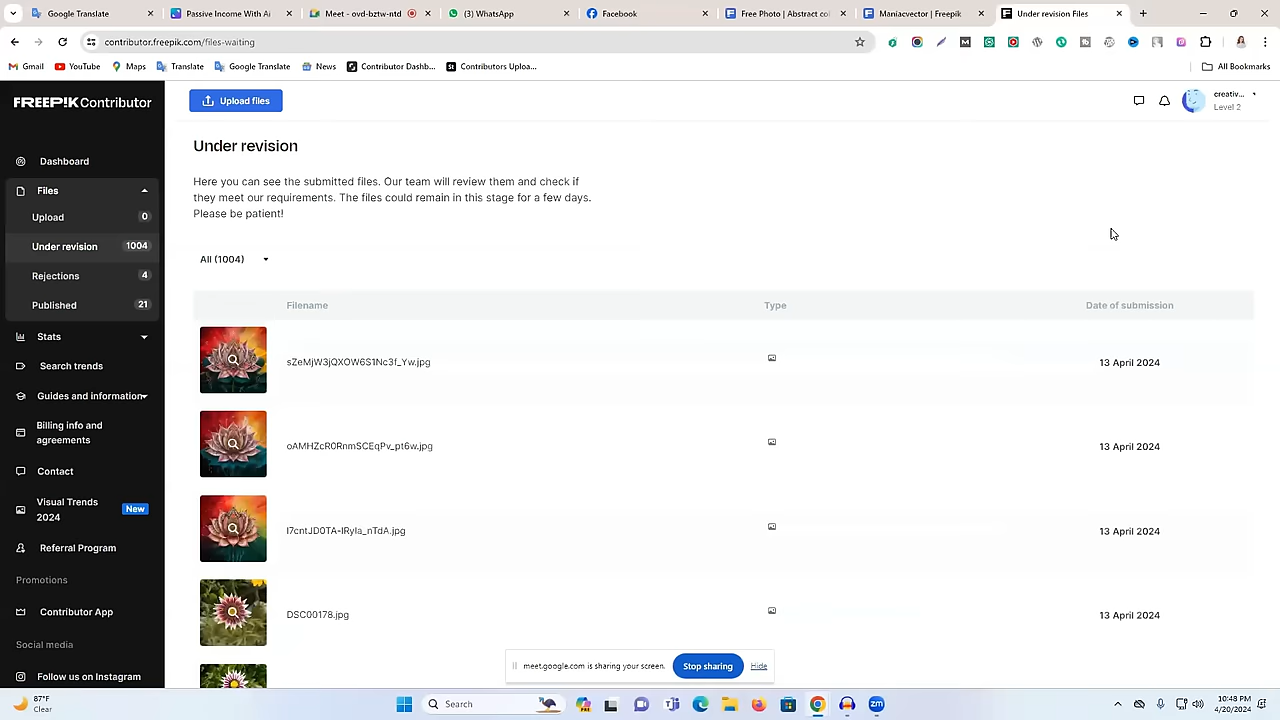 Google Translate
Passive Income With Ai
Meet - ovd-bztw-ntd
(3) WhatsApp
Facebook
Free Photo | Abstract col
Maniacvector | Freepik
Under revision Files
contributor.freepik.com/files-waiting
Gmail
YouTube
Maps
Translate
Google Translate
News
Contributor Dashb...
Contributors Uploa...
All Bookmarks
FREEPIK Contributor
Upload files
creativ...
Level 2
Dashboard
Files
Upload 0
Under revision 1004
Rejections 4
Published 21
Stats
Search trends
Guides and information
Billing info and
agreements
Contact
Visual Trends
2024
New
Referral Program
Promotions
Contributor App
Social media
Follow us on Instagram
Under revision
Here you can see the submitted files. Our team will review them and check if
they meet our requirements. The files could remain in this stage for a few days.
Please be patient!
All (1004)
Filename Type Date of submission
sZeMjW3jQXOW6S1Nc3f_Yw.jpg 13 April 2024
oAMHZcR0RnmSCEqPv_pt6w.jpg 13 April 2024
I7cntJD0TA-lRyla_nTdA.jpg 13 April 2024
DSC00178.jpg 13 April 2024
meet.google.com is sharing your screen.
Stop sharing
Hide
87°F
Clear
Search
10:48 PM
4/20/2024